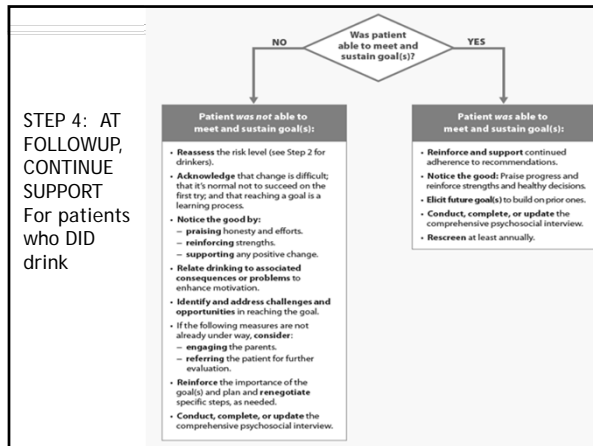 STEP 4: AT
FOLLOWUP,
CONTINUE
SUPPORT
For patients
who DID
drink
Was patient
able to meet and
sustain goal(s)?
NO
YES
Patient was not able to
meet and sustain goal(s):
• Reassess the risk level (see Step 2 for
drinkers).
• Acknowledge that change is difficult;
that it's normal not to succeed on the
first try; and that reaching a goal is a
learning process.
• Notice the good by:
– praising honesty and efforts.
– reinforcing strengths.
– supporting any positive change.
• Relate drinking to associated
consequences or problems to
enhance motivation.
• Identify and address challenges and
opportunities in reaching the goal.
• If the following measures are not
already under way, consider:
– engaging the parents.
– referring the patient for further
evaluation.
• Reinforce the importance of the
goal(s) and plan and renegotiate
specific steps, as needed.
• Conduct, complete, or update the
comprehensive psychosocial interview.
Patient was able to
meet and sustain goal(s):
• Reinforce and support continued
adherence to recommendations.
• Notice the good: Praise progress and
reinforce strengths and healthy decisions.
• Elicit future goal(s) to build on prior ones.
• Conduct, complete, or update the
comprehensive psychosocial interview.
• Rescreen at least annually.